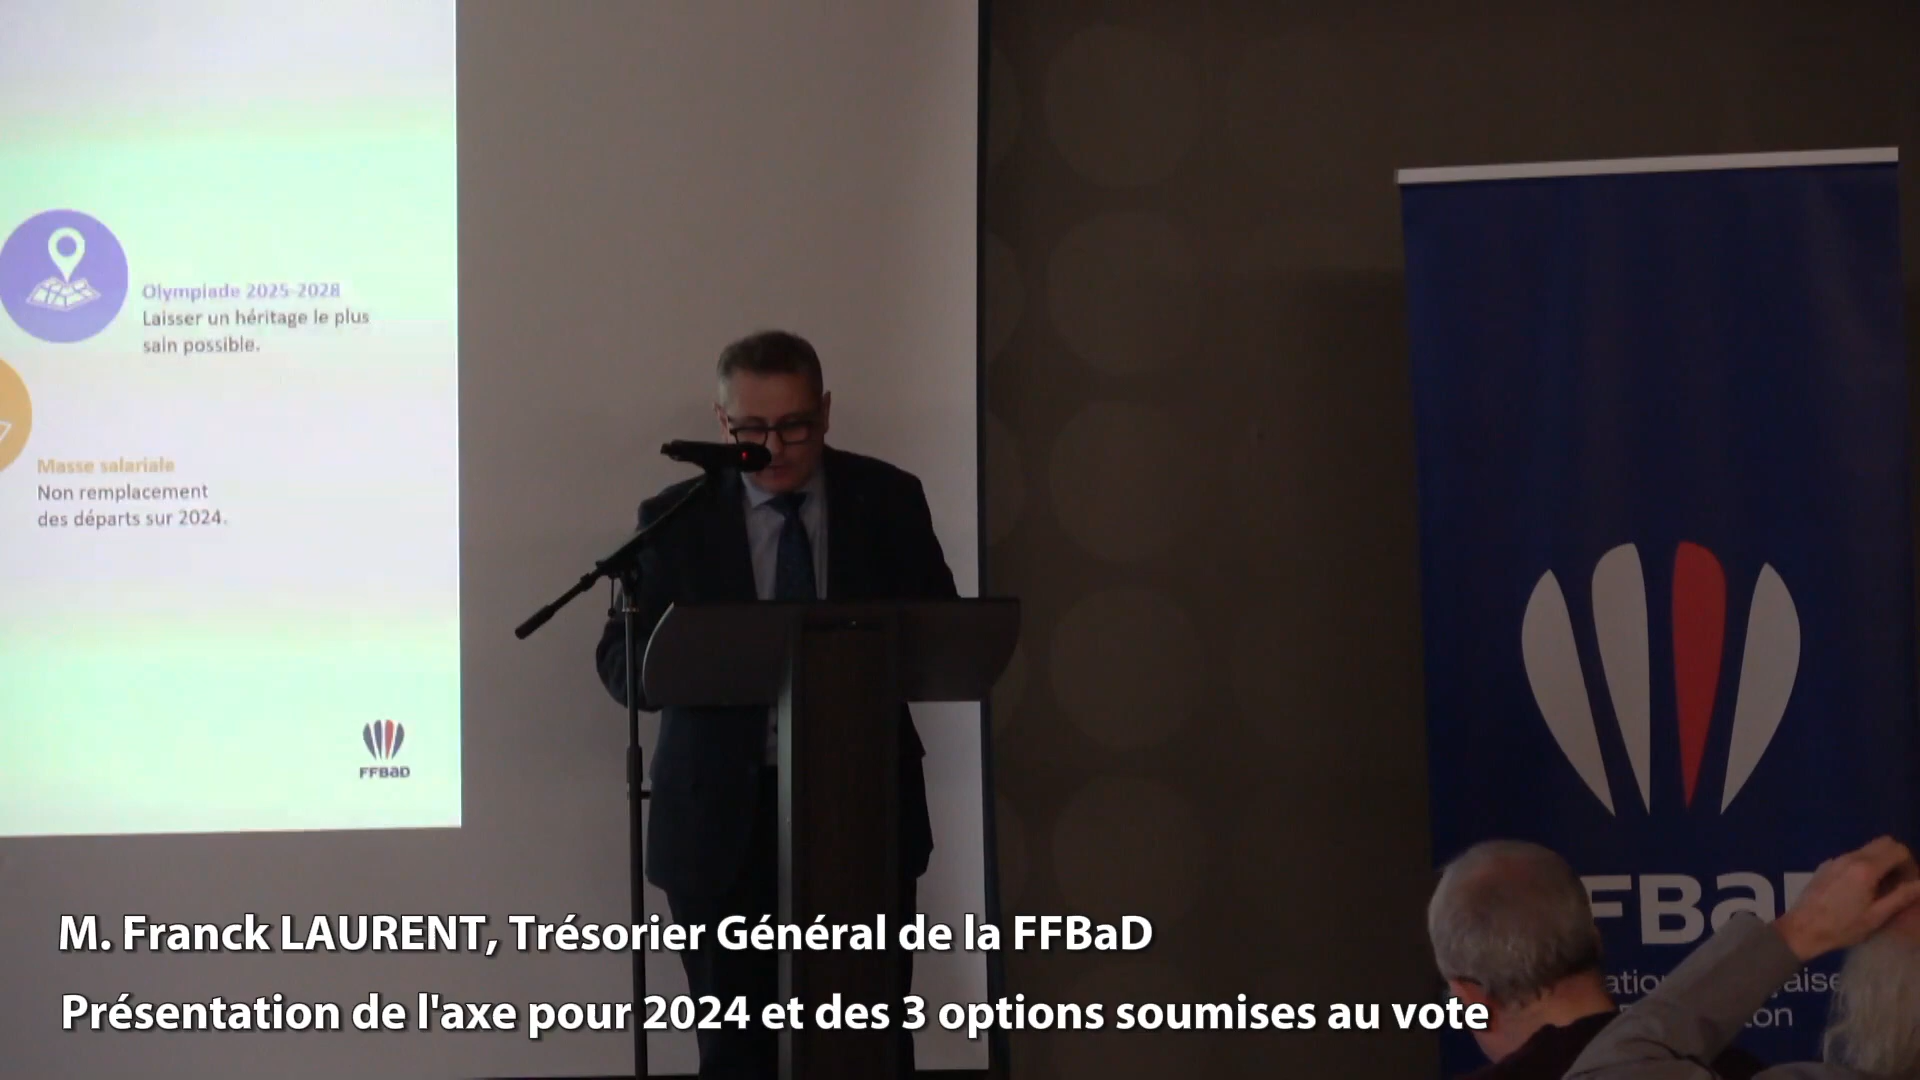 Olympiade 2025-2028
Laisser un héritage le plus
sain possible.
Masse salariale
Non remplacement
des départs sur 2024.
FFBaD
M. Franck LAURENT, Trésorier Général de la FFBaD
Présentation de l'axe pour 2024 et des 3 options soumises au vote